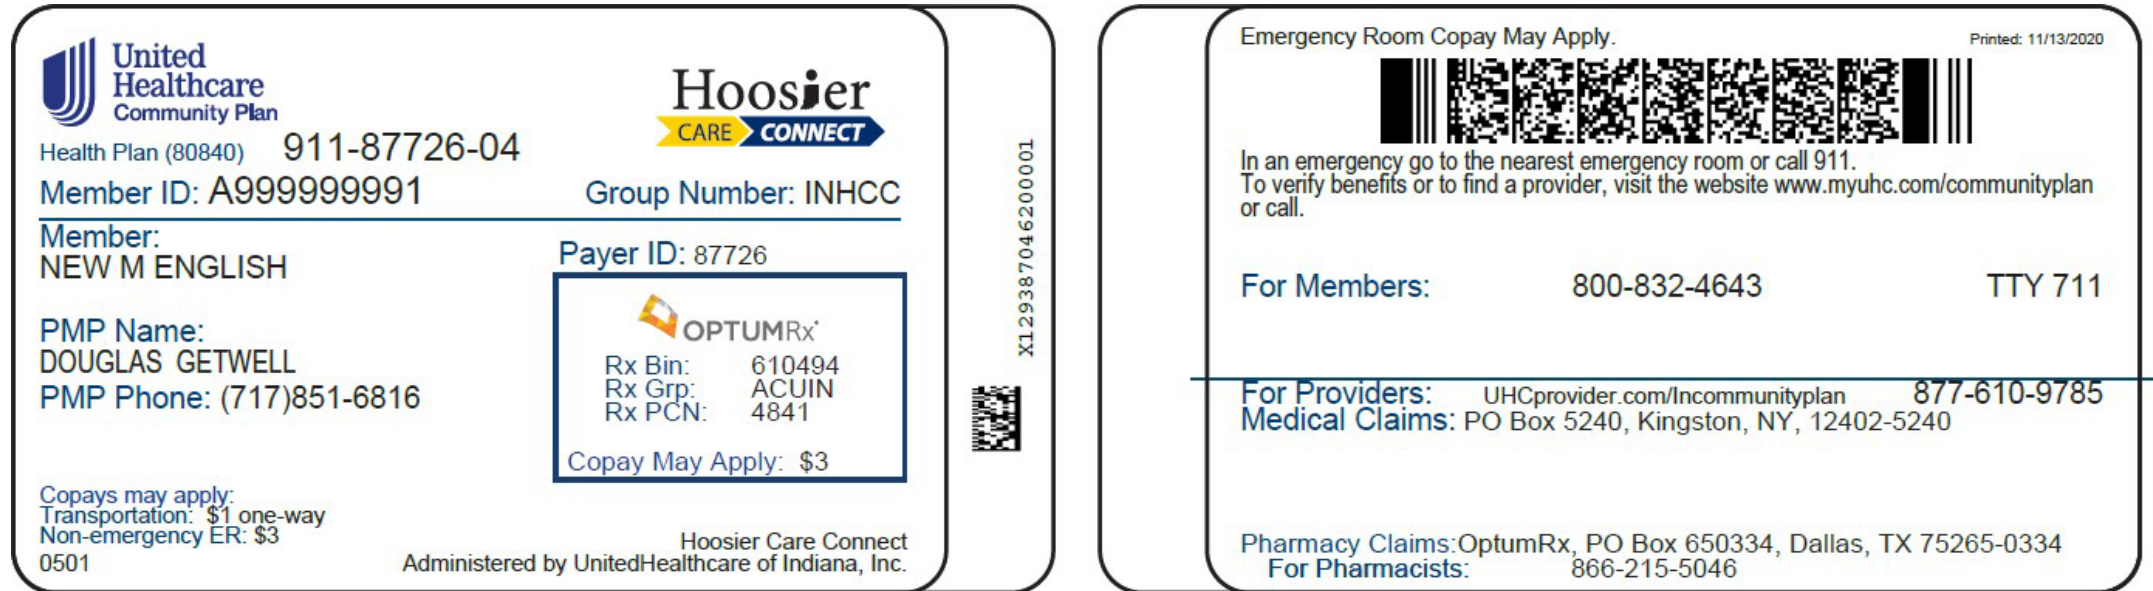 United
Healthcare
Community Plan
Hoosier
CARE CONNECT
Health Plan (80840) 911-87726-04
Member ID: A999999991 Group Number: INHCC
Member:
NEW M ENGLISH
Payer ID: 87726
PMP Name:
DOUGLAS GETWELL
PMP Phone: (717)851-6816
OPTUMRx
Rx Bin: 610494
Rx Grp: ACUIN
Rx PCN: 4841
Copay May Apply: $3
Copays may apply:
Transportation: $1 one-way
Non-emergency ER: $3
0501
Hoosier Care Connect
Administered by UnitedHealthcare of Indiana, Inc.
X129387046200001
Emergency Room Copay May Apply. Printed: 11/13/2020
In an emergency go to the nearest emergency room or call 911.
To verify benefits or to find a provider, visit the website www.myuhc.com/communityplan
or call.
For Members: 800-832-4643 TTY 711
For Providers: UHCprovider.com/Incommunityplan 877-610-9785
Medical Claims: PO Box 5240, Kingston, NY, 12402-5240
Pharmacy Claims:OptumRx, PO Box 650334, Dallas, TX 75265-0334
For Pharmacists: 866-215-5046